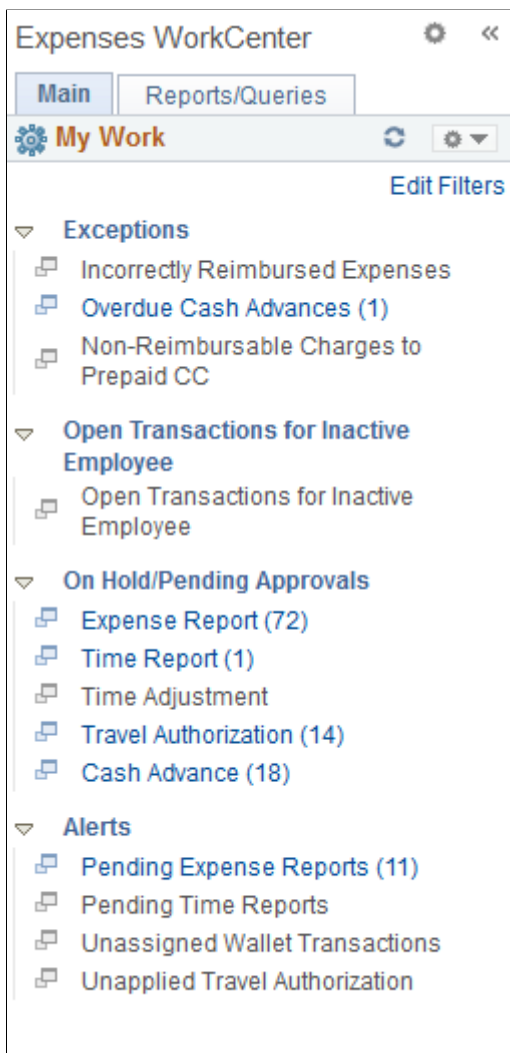 Expenses WorkCenter
Main
Reports/Queries
My Work
Edit Filters
Exceptions
Incorrectly Reimbursed Expenses
Overdue Cash Advances (1)
Non-Reimbursable Charges to
Prepaid CC
Open Transactions for Inactive
Employee
Open Transactions for Inactive
Employee
On Hold/Pending Approvals
Expense Report (72)
Time Report (1)
Time Adjustment
Travel Authorization (14)
Cash Advance (18)
Alerts
Pending Expense Reports (11)
Pending Time Reports
Unassigned Wallet Transactions
Unapplied Travel Authorization